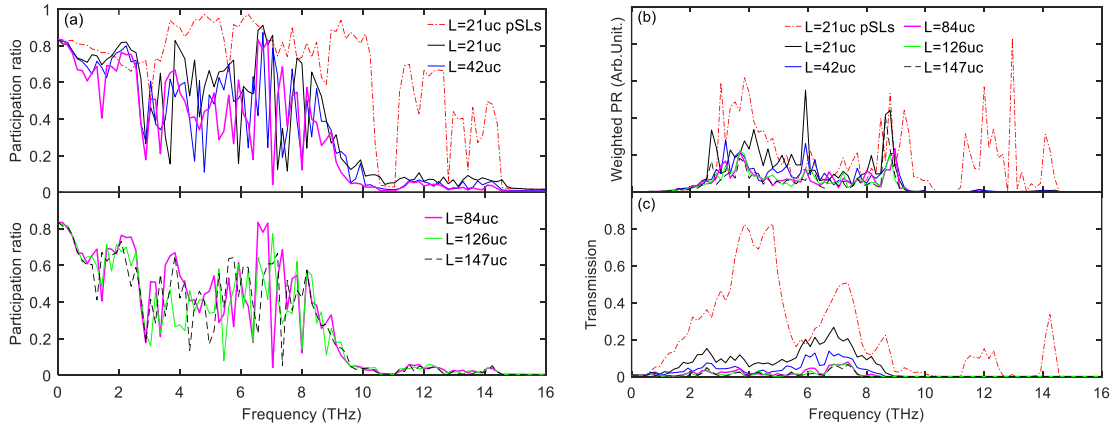 (a)
L=21uc pSLs
L=21uc
L=42uc
Participation ratio
1
0.8
0.6
0.4
0.2
0
L=84uc
L=126uc
L=147uc
Participation ratio
0.8
0.6
0.4
0.2
0
0 2 4 6 8 10 12 14 16
Frequency (THz)
(b)
L=21uc pSLs
L=21uc
L=42uc
L=84uc
L=126uc
L=147uc
Weighted PR (Arb.Unit.)
(c)
Transmission
0.8
0.6
0.4
0.2
0
0 2 4 6 8 10 12 14 16
Frequency (THz)